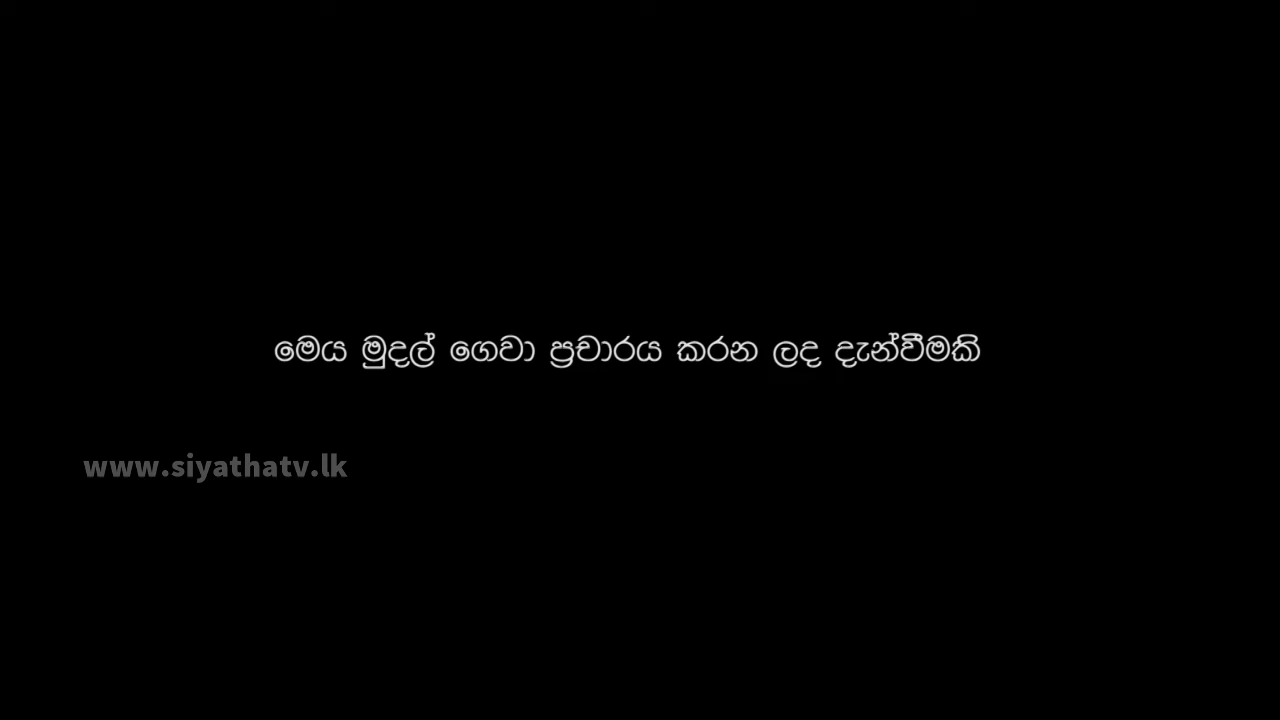 මෙය මුදල් ගෙවා ප්‍රචාරය කරන ලද දැන්වීමකි
www.siyathatv.lk